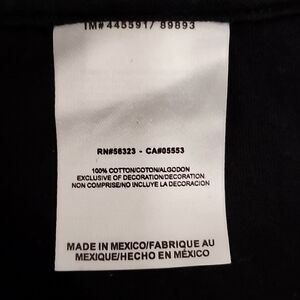 IM# 445591/ 89893
RN#56323 - CA#05553
100% COTTON/COTON/ALGODON
EXCLUSIVE OF DECORATION/DECORATION
NON COMPRISE/NO INCLUYE LA DECORACION
MADE IN MEXICO/FABRIQUE AU
MEXIQUE/HECHO EN MÉXICO